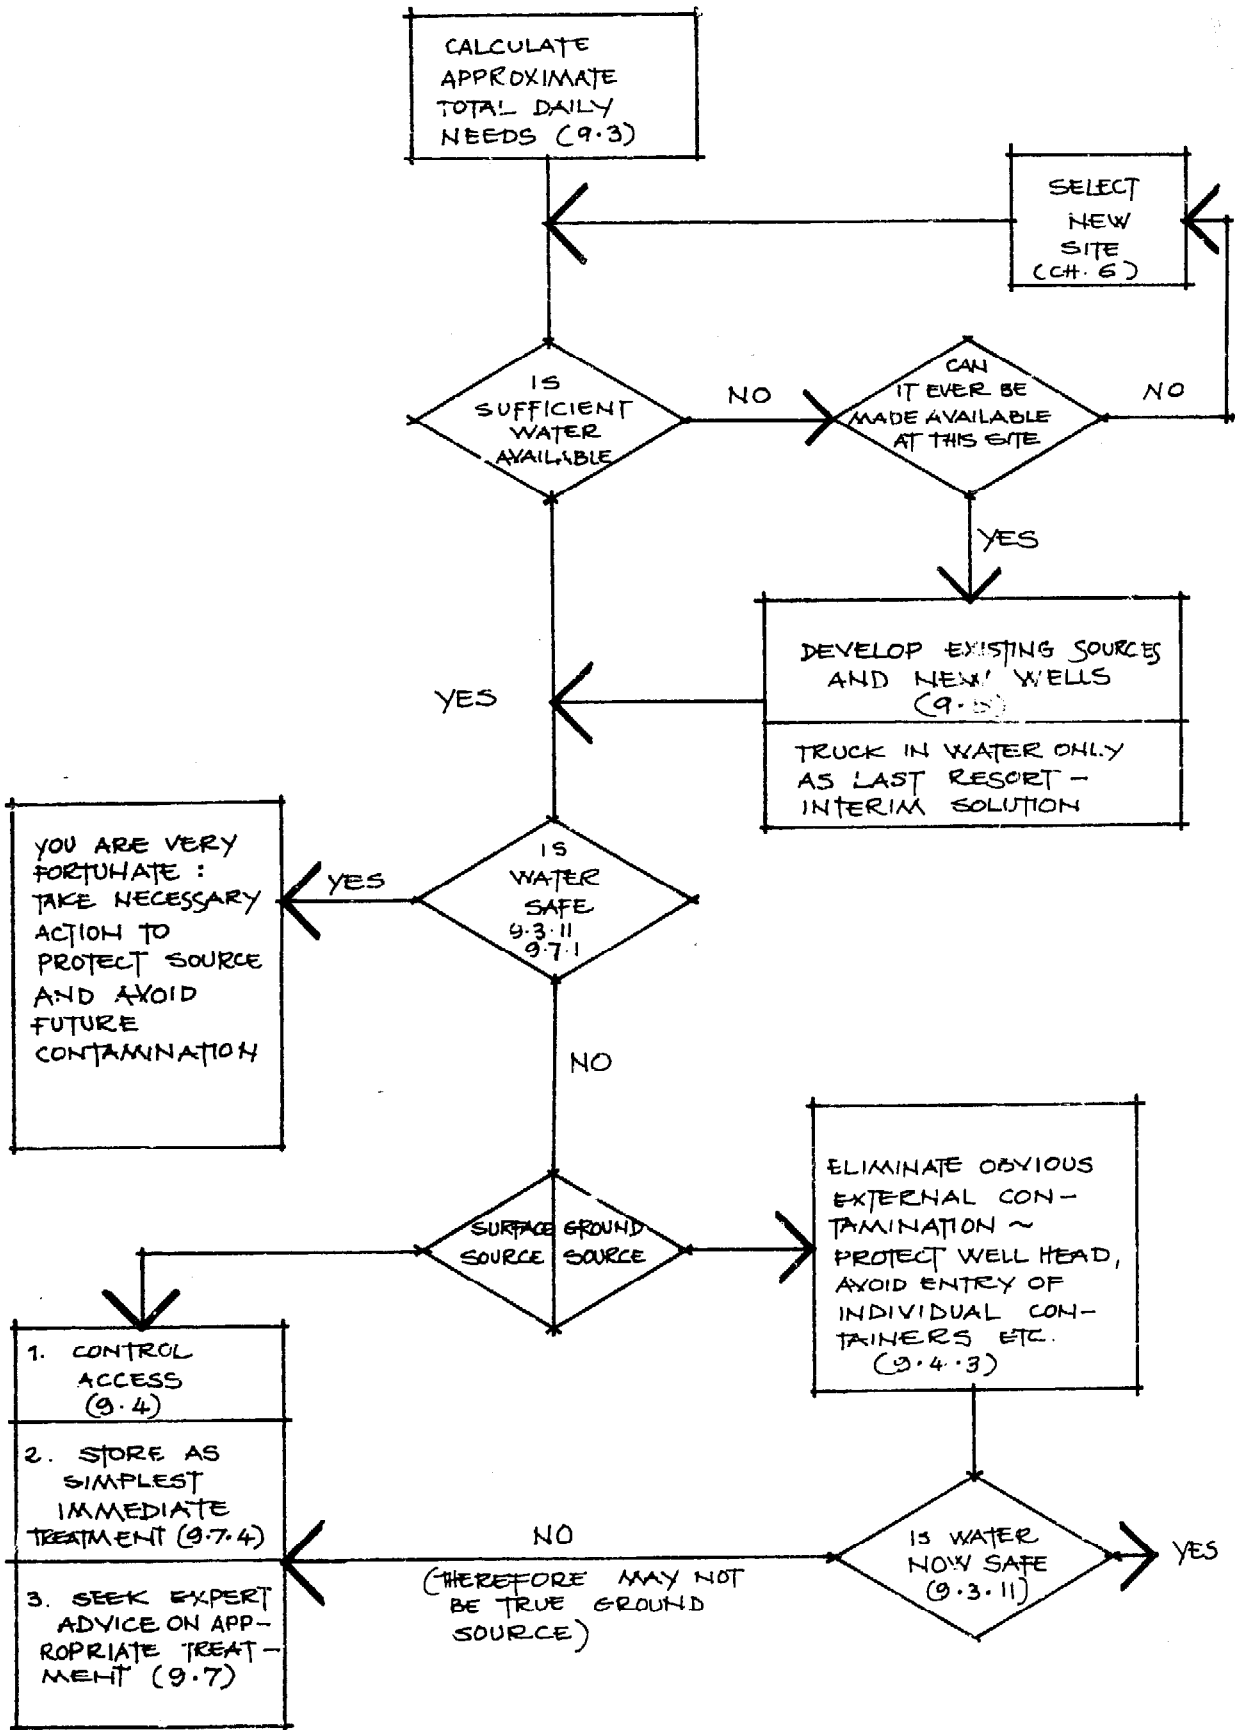 CALCULATE
APPROXIMATE
TOTAL DAILY
NEEDS (9.3)
SELECT
NEW
SITE
(CH. 6)
IS
SUFFICIENT
WATER
AVAILABLE
NO
CAN
IT EVER BE
MADE AVAILABLE
AT THIS SITE
NO
YES
DEVELOP EXISTING SOURCES
AND NEW WELLS
YES
TRUCK IN WATER ONLY
AS LAST RESORT –
INTERIM SOLUTION
YOU ARE VERY
FORTUNATE :
TAKE NECESSARY
ACTION TO
PROTECT SOURCE
AND AVOID
FUTURE
CONTAMINATION
YES
IS
WATER
SAFE
9.3.11
9.7.1
NO
SURFACE GROUND
SOURCE SOURCE
ELIMINATE OBVIOUS
EXTERNAL CON-
TAMINATION ~
PROTECT WELL HEAD,
AVOID ENTRY OF
INDIVIDUAL CON-
TAINERS ETC.
(9.4.3)
1. CONTROL
ACCESS
(9.4)
2. STORE AS
SIMPLEST
IMMEDIATE
TREATMENT (9.7.4)
3. SEEK EXPERT
ADVICE ON APP-
ROPRIATE TREAT-
MENT (9.7)
NO
(THEREFORE MAY NOT
BE TRUE GROUND
SOURCE)
IS WATER
NOW SAFE
(9.3.11)
YES